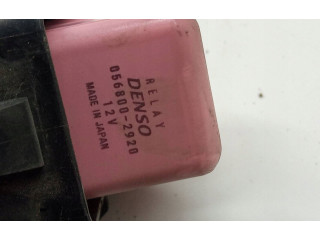 RELAY
DENSO
056800-2920
12V
MADE IN JAPAN